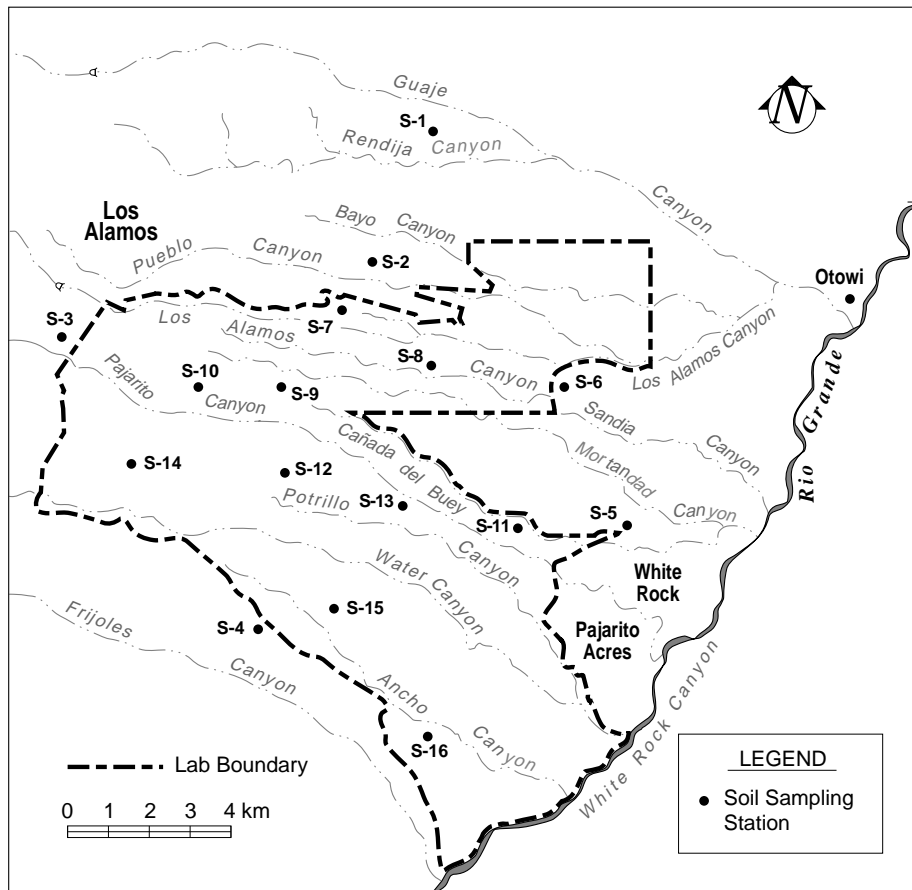 Guaje
S-1
Rendija Canyon
N
Canyon
Los
Alamos
Bayo Canyon
Pueblo Canyon
S-2
Otowi
S-3
Los Alamos Canyon
S-7
S-8
Los Alamos Canyon
S-10
S-9
S-6
Pajarito Canyon
Sandia Canyon
Rio Grande
Cañada del Buey
Mortandad Canyon
S-14
S-12
Potrillo Canyon
S-13
S-11
S-5
Water Canyon
White
Rock
Frijoles Canyon
S-4
S-15
Pajarito
Acres
Ancho Canyon
S-16
White Rock Canyon
Lab Boundary
0 1 2 3 4 km
LEGEND
Soil Sampling
Station